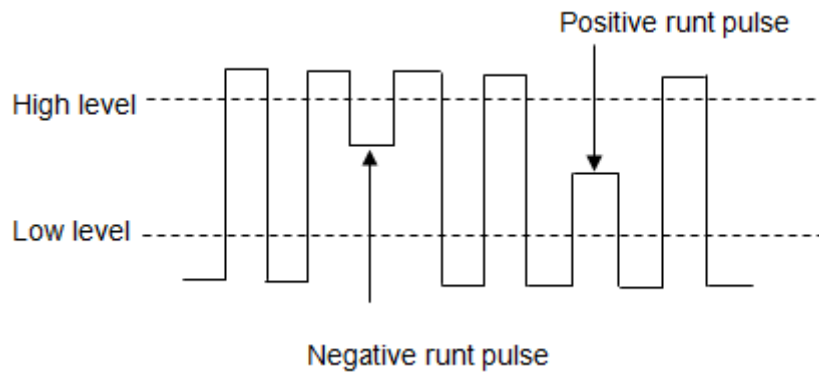 Positive runt pulse
High level
Low level
Negative runt pulse